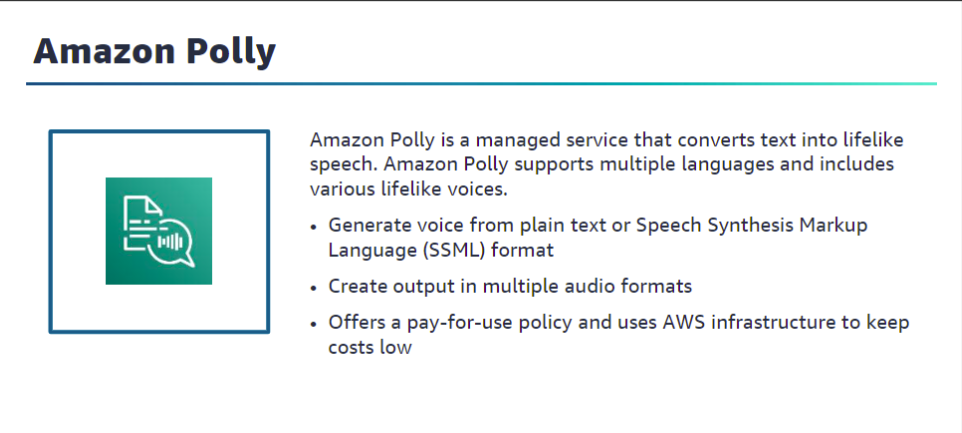 Amazon Polly
Amazon Polly is a managed service that converts text into lifelike
speech. Amazon Polly supports multiple languages and includes
various lifelike voices.
• Generate voice from plain text or Speech Synthesis Markup
Language (SSML) format
• Create output in multiple audio formats
• Offers a pay-for-use policy and uses AWS infrastructure to keep
costs low